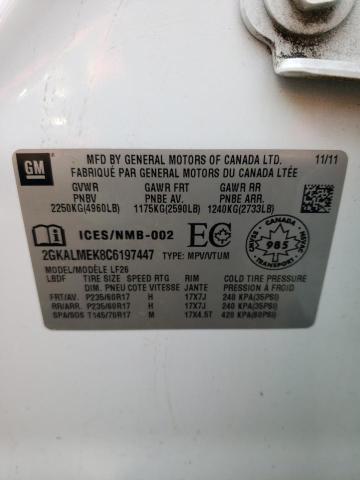 GM
MFD BY GENERAL MOTORS OF CANADA LTD. 11/11
FABRIQUÉ PAR GENERAL MOTORS DU CANADA LTÉE
GVWR GAWR FRT GAWR RR
PNBV PNBE AV PNBE AR
2250KG(4960LB) 1175KG(2590LB) 1240KG(2733LB)
ICES/NMB-002 EC CANADA 985 TRANSPORT
2GKALMEK8C6197447 TYPE: MPV/VTUM
MODEL/MODÈLE LF26
LBDF TIRE SIZE SPEED RTG RIM COLD TIRE PRESSURE
DIM. PNEU COTE VITESSE JANTE PRESSION DES PNEUS À FROID
FRT/AV. P235/60R17 H 17X7J 240 KPA(35PSI)
RR/ARR. P235/60R17 H 17X7J 240 KPA(35PSI)
SPA/SOS T145/70R17 M 17X4.5T 420 KPA(60PSI)